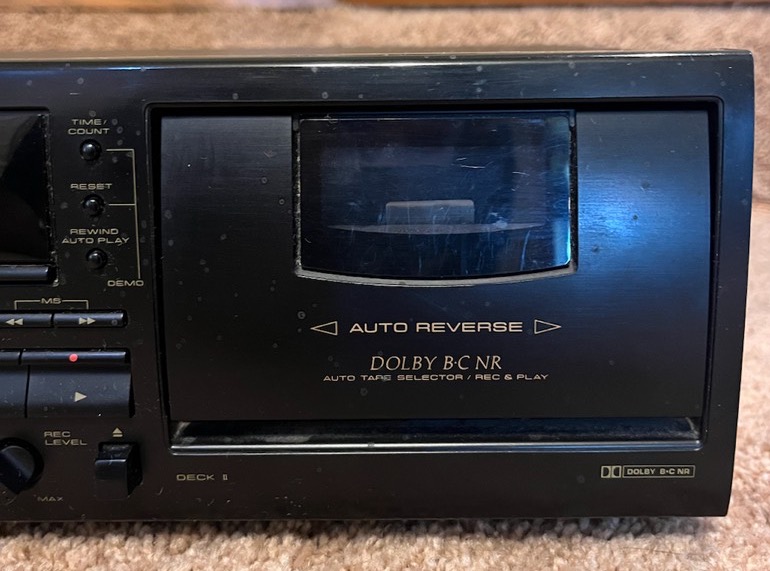 TIME/
COUNT
RESET
REWIND
AUTO PLAY
DEMO
MS
AUTO REVERSE
DOLBY B·C NR
AUTO TAPE SELECTOR / REC & PLAY
REC
LEVEL
MAX
DECK II
DOLBY B·C NR